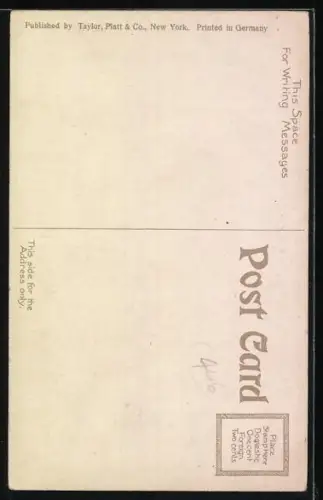 Published by Taylor, Platt & Co., New York. Printed in Germany
This Space
For Writing Messages
Post Card
This side for the
Address only.
Place
Stamp Here
Domestic
One cent
Foreign
Two cents